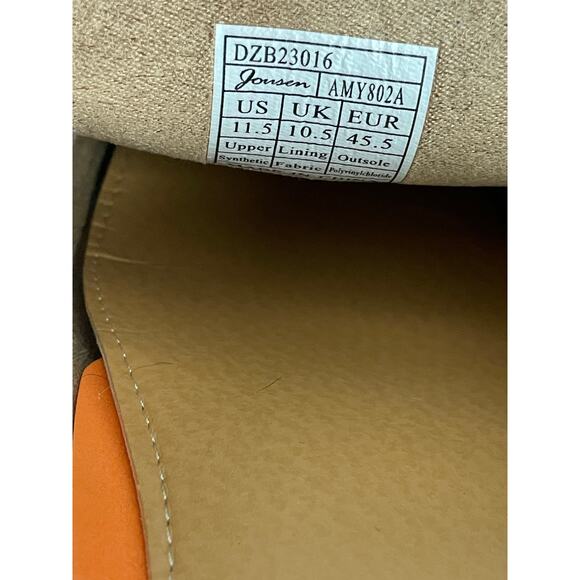 DZB23016
Jousen AMY802A
US UK EUR
11.5 10.5 45.5
Upper Lining Outsole
Synthetic Fabric Polyvinylchloride